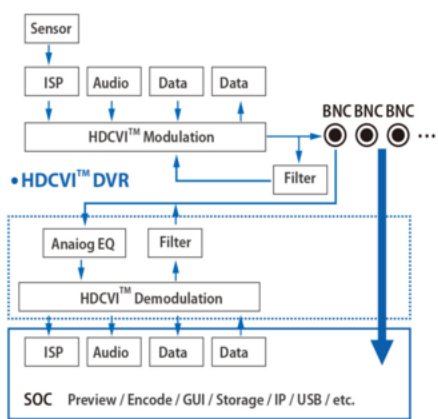 Sensor
ISP Audio Data Data
BNC BNC BNC
HDCVI™ Modulation
...
Filter
•HDCVI™ DVR
Anaiog EQ Filter
HDCVI™ Demodulation
ISP Audio Data Data
SOC Preview / Encode / GUI / Storage / IP / USB / etc.